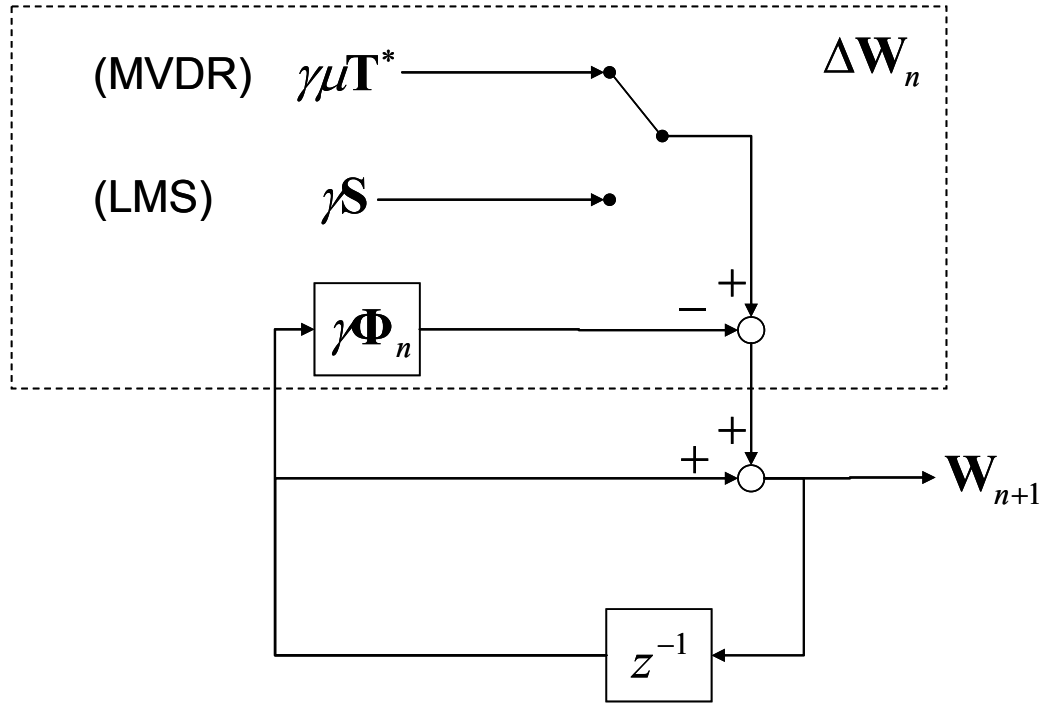 (MVDR) γμT* ΔWₙ
(LMS) γS
+
−
γΦₙ
+
+
Wₙ₊₁
z⁻¹